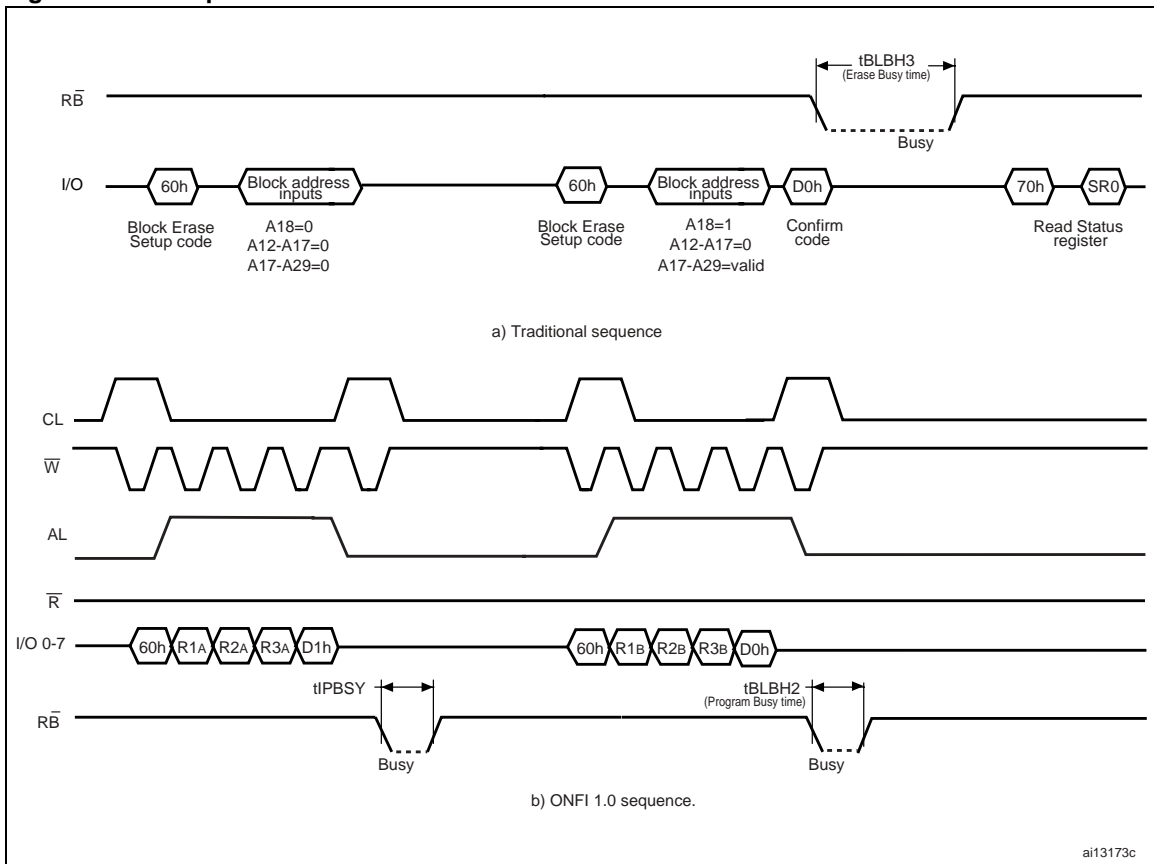 tBLBH3
(Erase Busy time)
RB̅
Busy
I/O 60h Block address inputs 60h Block address inputs D0h 70h SR0
Block Erase Setup code
A18=0
A12-A17=0
A17-A29=0
Block Erase Setup code
A18=1
A12-A17=0
A17-A29=valid
Confirm code
Read Status register
a) Traditional sequence
CL
W̅
AL
R̅
I/O 0-7 60h R1A R2A R3A D1h 60h R1B R2B R3B D0h
tIPBSY
tBLBH2
(Program Busy time)
RB̅
Busy
Busy
b) ONFI 1.0 sequence.
ai13173c